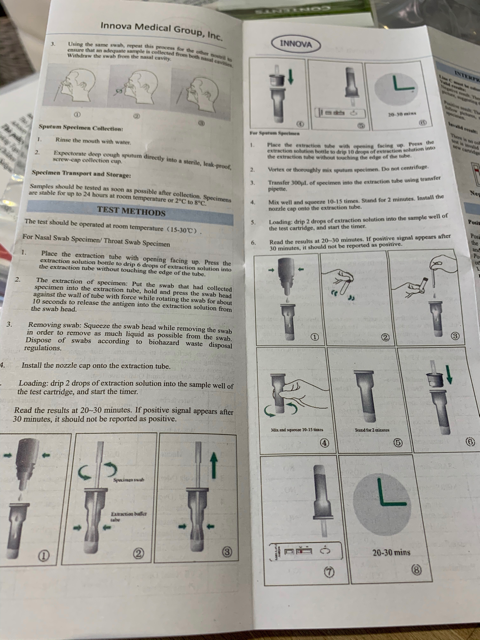 Innova Medical Group, Inc.
3. Using the same swab, repeat this process for the other nostril to
ensure that an adequate sample is collected from both nasal cavities.
Withdraw the swab from the nasal cavity.
① ② ③
Sputum Specimen Collection:
1. Rinse the mouth with water
2. Expectorate deep cough sputum directly into a sterile, leak-proof,
screw-cap collection cup.
Specimen Transport and Storage:
Samples should be tested as soon as possible after collection. Specimens
are stable for up to 24 hours at room temperature or 2°C to 8°C.
TEST METHODS
The test should be operated at room temperature (15-30℃).
For Nasal Swab Specimen/ Throat Swab Specimen
1. Place the extraction tube with opening facing up. Press the
extraction solution bottle to drip 6 drops of extraction solution into
the extraction tube without touching the edge of the tube.
2. The extraction of specimen: Put the swab that had collected
specimen into the extraction tube, hold and press the swab head
against the wall of tube with force while rotating the swab for about
10 seconds to release the antigen into the extraction solution from
the swab head.
3. Removing swab: Squeeze the swab head while removing the swab
in order to remove as much liquid as possible from the swab.
Dispose of swabs according to biohazard waste disposal
regulations.
4. Install the nozzle cap onto the extraction tube.
Loading: drip 2 drops of extraction solution into the sample well of
the test cartridge, and start the timer.
Read the results at 20–30 minutes. If positive signal appears after
30 minutes, it should not be reported as positive.
Specimen swab
Extraction buffer
tube
① ② ③
INNOVA
20-30 mins
④ ⑤ ⑥
For Sputum Specimen
1. Place the extraction tube with opening facing up. Press the
extraction solution bottle to drip 10 drops of extraction solution into
the extraction tube without touching the edge of the tube.
2. Vortex or thoroughly mix sputum specimen. Do not centrifuge.
3. Transfer 300μL of specimen into the extraction tube using transfer
pipette.
4. Mix well and squeeze 10-15 times. Stand for 2 minutes. Install the
nozzle cap onto the extraction tube.
5. Loading: drip 2 drops of extraction solution into the sample well of
the test cartridge, and start the timer.
6. Read the results at 20–30 minutes. If positive signal appears after
30 minutes, it should not be reported as positive.
① ② ③
Mix and squeeze 10-15 times
Stand for 2 minutes
④ ⑤ ⑥
20-30 mins
⑦ ⑧